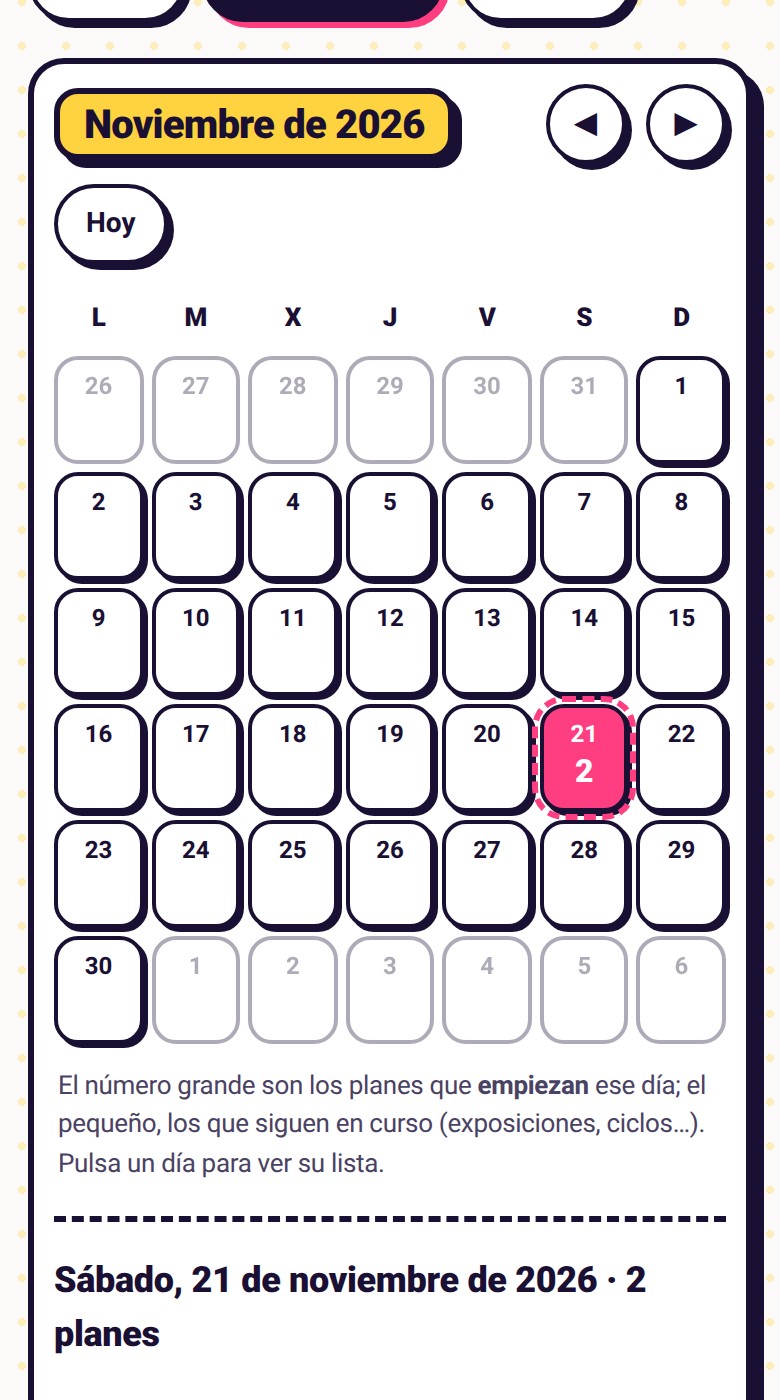 Noviembre de 2026
◀ ▶
Hoy
L M X J V S D
26 27 28 29 30 31 1
2 3 4 5 6 7 8
9 10 11 12 13 14 15
16 17 18 19 20 21 22
2
23 24 25 26 27 28 29
30 1 2 3 4 5 6
El número grande son los planes que empiezan ese día; el
pequeño, los que siguen en curso (exposiciones, ciclos…).
Pulsa un día para ver su lista.
Sábado, 21 de noviembre de 2026 · 2
planes